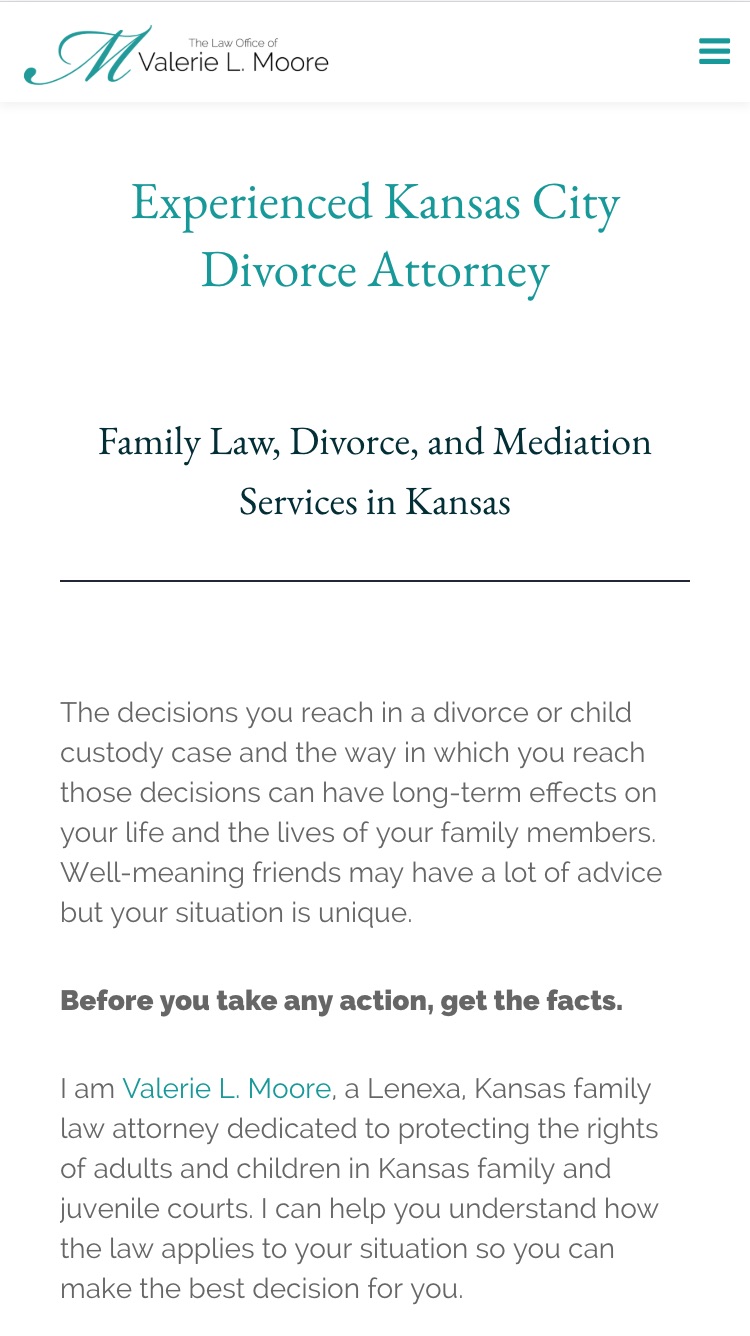 M
The Law Office of
Valerie L. Moore
Experienced Kansas City
Divorce Attorney
Family Law, Divorce, and Mediation
Services in Kansas
The decisions you reach in a divorce or child
custody case and the way in which you reach
those decisions can have long-term effects on
your life and the lives of your family members.
Well-meaning friends may have a lot of advice
but your situation is unique.
Before you take any action, get the facts.
I am Valerie L. Moore, a Lenexa, Kansas family
law attorney dedicated to protecting the rights
of adults and children in Kansas family and
juvenile courts. I can help you understand how
the law applies to your situation so you can
make the best decision for you.